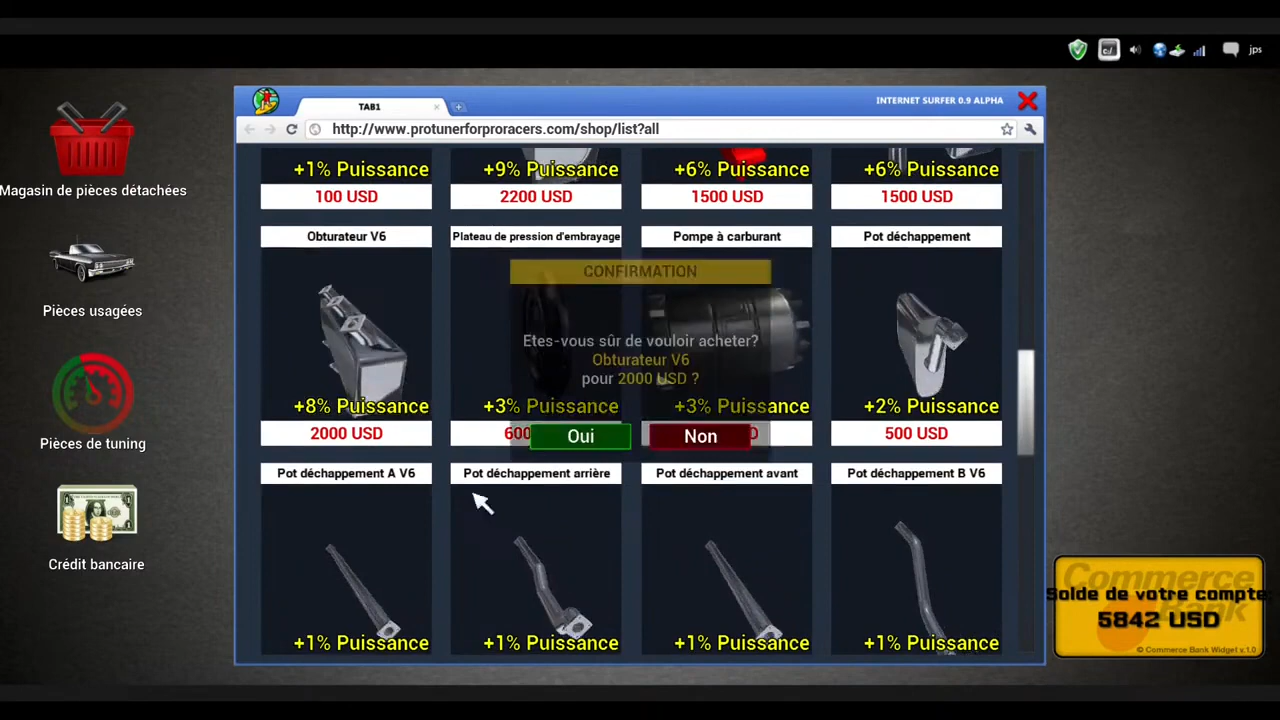 c:/
jps
TAB1
INTERNET SURFER 0.9 ALPHA
http://www.protunerforproracers.com/shop/list?all
Magasin de pièces détachées
Pièces usagées
Pièces de tuning
Crédit bancaire
+1% Puissance
+9% Puissance
+6% Puissance
+6% Puissance
100 USD
2200 USD
1500 USD
1500 USD
Obturateur V6
Plateau de pression d'embrayage
Pompe à carburant
Pot déchappement
CONFIRMATION
Etes-vous sûr de vouloir acheter?
Obturateur V6
pour 2000 USD ?
+8% Puissance
+3% Puissance
+3% Puissance
+2% Puissance
2000 USD
Oui
Non
500 USD
Pot déchappement A V6
Pot déchappement arrière
Pot déchappement avant
Pot déchappement B V6
+1% Puissance
+1% Puissance
+1% Puissance
+1% Puissance
Commerce
Bank
Solde de votre compte:
5842 USD
© Commerce Bank Widget v.1.0